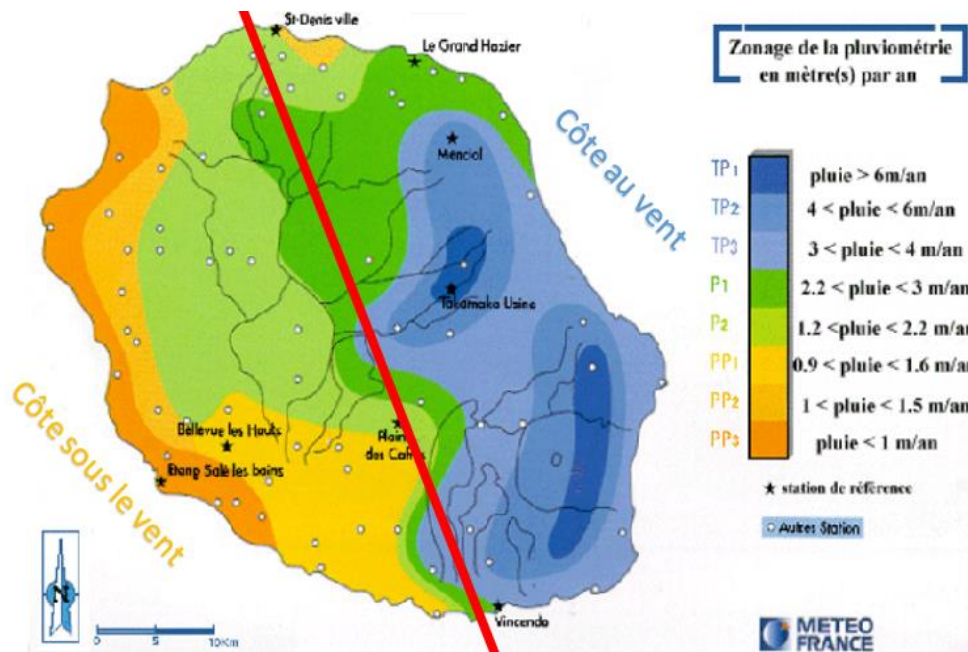 St-Denis ville
Le Grand Hazier
Menciol
Côte au vent
Takamaka Usine
Côte sous le vent
Bellevue les Hauts
Plain
des Cafres
Etang Salé les bains
Vincendo
N
0 5 10Km
Zonage de la pluviométrie
en mètre(s) par an
TP1 pluie > 6m/an
TP2 4 < pluie < 6m/an
TP3 3 < pluie < 4 m/an
P1 2.2 < pluie < 3 m/an
P2 1.2 <pluie < 2.2 m/an
PP1 0.9 < pluie < 1.6 m/an
PP2 1 < pluie < 1.5 m/an
PP3 pluie < 1 m/an
station de référence
Autres Station
METEO
FRANCE